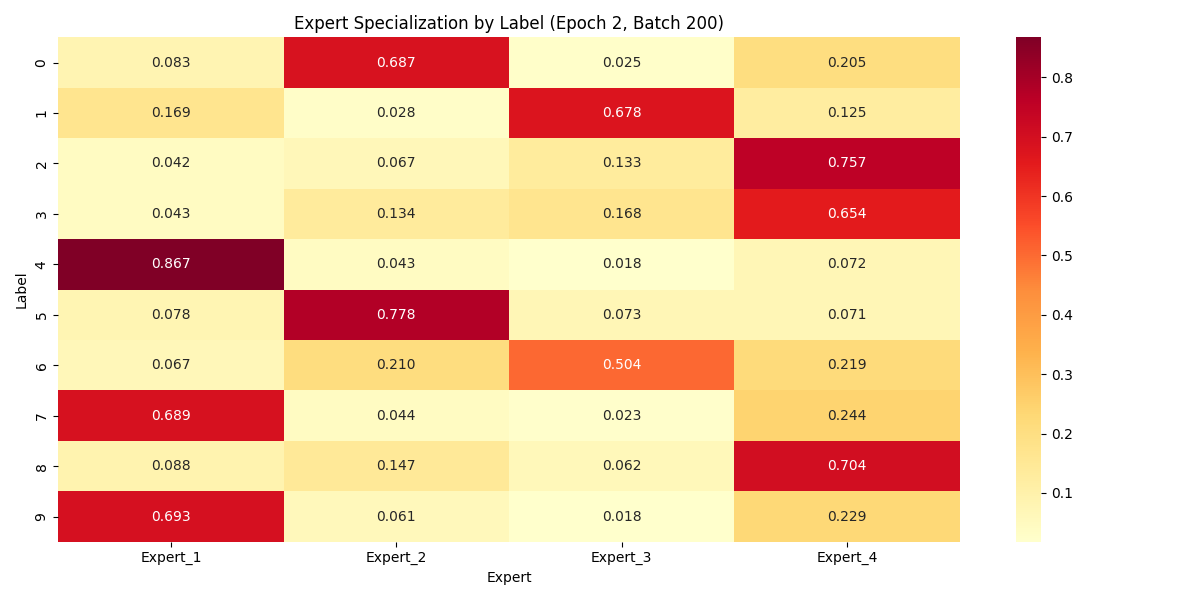 Expert Specialization by Label (Epoch 2, Batch 200)
Label
0 0.083 0.687 0.025 0.205
1 0.169 0.028 0.678 0.125
2 0.042 0.067 0.133 0.757
3 0.043 0.134 0.168 0.654
4 0.867 0.043 0.018 0.072
5 0.078 0.778 0.073 0.071
6 0.067 0.210 0.504 0.219
7 0.689 0.044 0.023 0.244
8 0.088 0.147 0.062 0.704
9 0.693 0.061 0.018 0.229
Expert_1 Expert_2 Expert_3 Expert_4
Expert
0.8
0.7
0.6
0.5
0.4
0.3
0.2
0.1